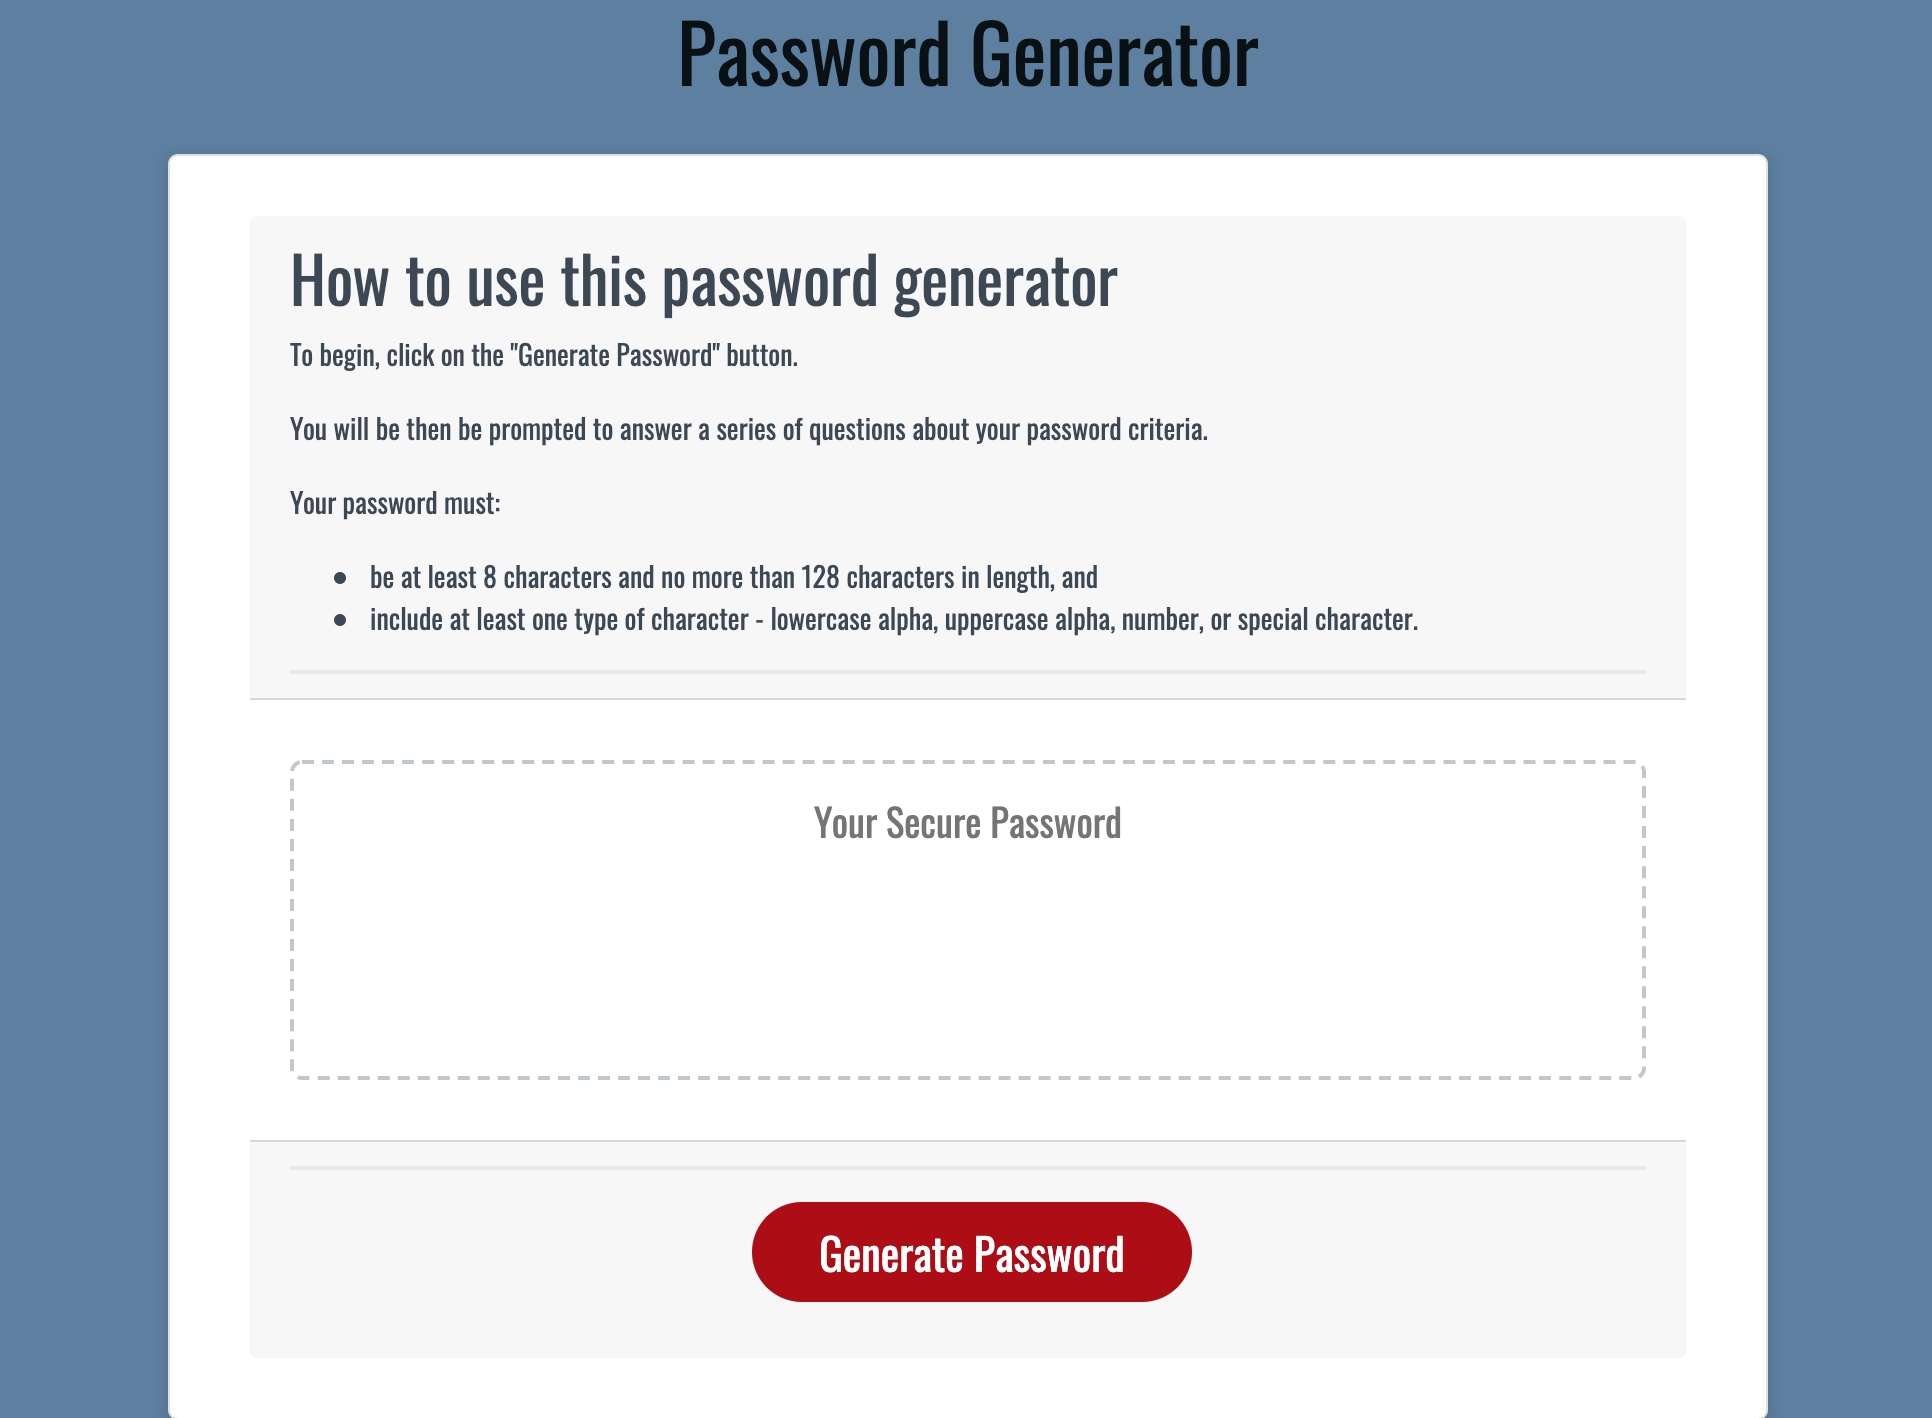 Password Generator
How to use this password generator
To begin, click on the "Generate Password" button.
You will be then be prompted to answer a series of questions about your password criteria.
Your password must:
be at least 8 characters and no more than 128 characters in length, and
include at least one type of character - lowercase alpha, uppercase alpha, number, or special character.
Your Secure Password
Generate Password